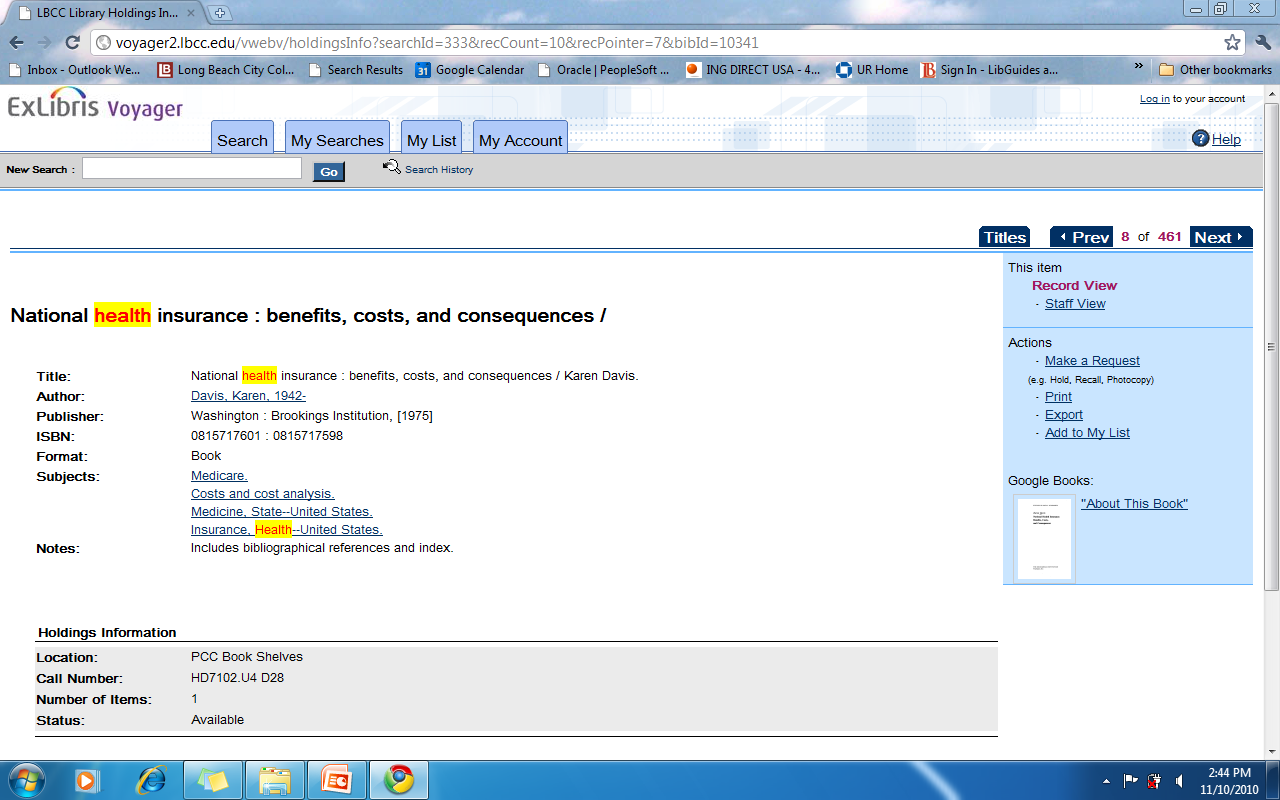 LBCC Library Holdings In...
voyager2.lbcc.edu/vwebv/holdingsInfo?searchId=333&recCount=10&recPointer=7&bibId=10341
Inbox - Outlook We... Long Beach City Col... Search Results Google Calendar Oracle | PeopleSoft ... ING DIRECT USA - 4... UR Home Sign In - LibGuides a... » Other bookmarks
ExLibris Voyager
Log in to your account
Search My Searches My List My Account
Help
New Search : Go Search History
Titles Prev 8 of 461 Next
This item
Record View
- Staff View
Actions
- Make a Request
(e.g. Hold, Recall, Photocopy)
- Print
- Export
- Add to My List
Google Books:
"About This Book"
National health insurance : benefits, costs, and consequences /
Title: National health insurance : benefits, costs, and consequences / Karen Davis.
Author: Davis, Karen, 1942-
Publisher: Washington : Brookings Institution, [1975]
ISBN: 0815717601 : 0815717598
Format: Book
Subjects: Medicare.
Costs and cost analysis.
Medicine, State--United States.
Insurance, Health--United States.
Notes: Includes bibliographical references and index.
Holdings Information
Location: PCC Book Shelves
Call Number: HD7102.U4 D28
Number of Items: 1
Status: Available
2:44 PM
11/10/2010